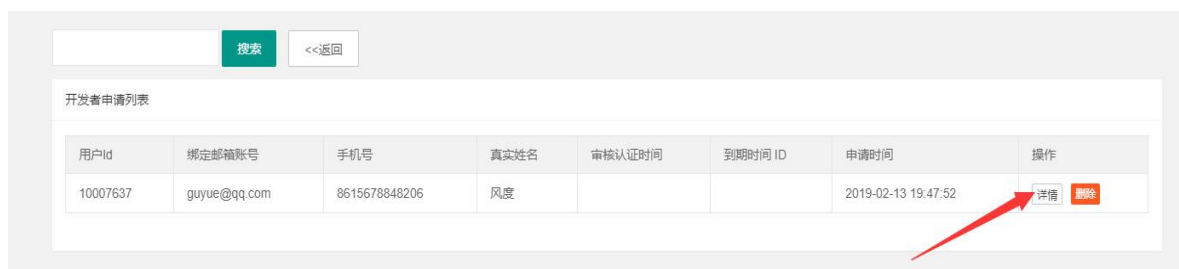 搜索 <<返回
开发者申请列表
用户Id 绑定邮箱账号 手机号 真实姓名 审核认证时间 到期时间 ID 申请时间 操作
10007637 guyue@qq.com 8615678848206 风度 2019-02-13 19:47:52 详情 删除